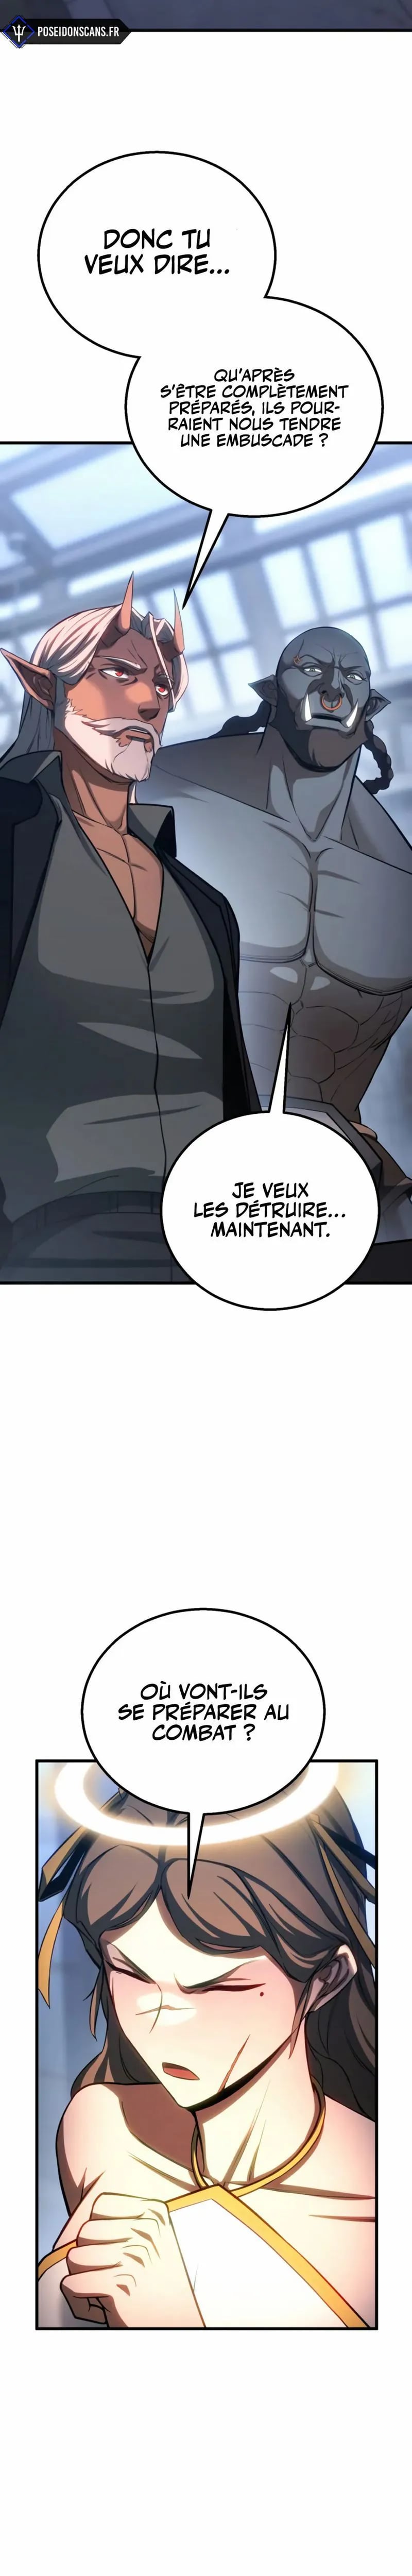 POSEIDONSCANS.FR
DONC TU
VEUX DIRE...
QU'APRÈS
S'ÊTRE COMPLÈTEMENT
PRÉPARÉS, ILS POUR-
RAIENT NOUS TENDRE
UNE EMBUSCADE ?
JE VEUX
LES DÉTRUIRE...
MAINTENANT.
OÙ VONT-ILS
SE PRÉPARER AU
COMBAT ?